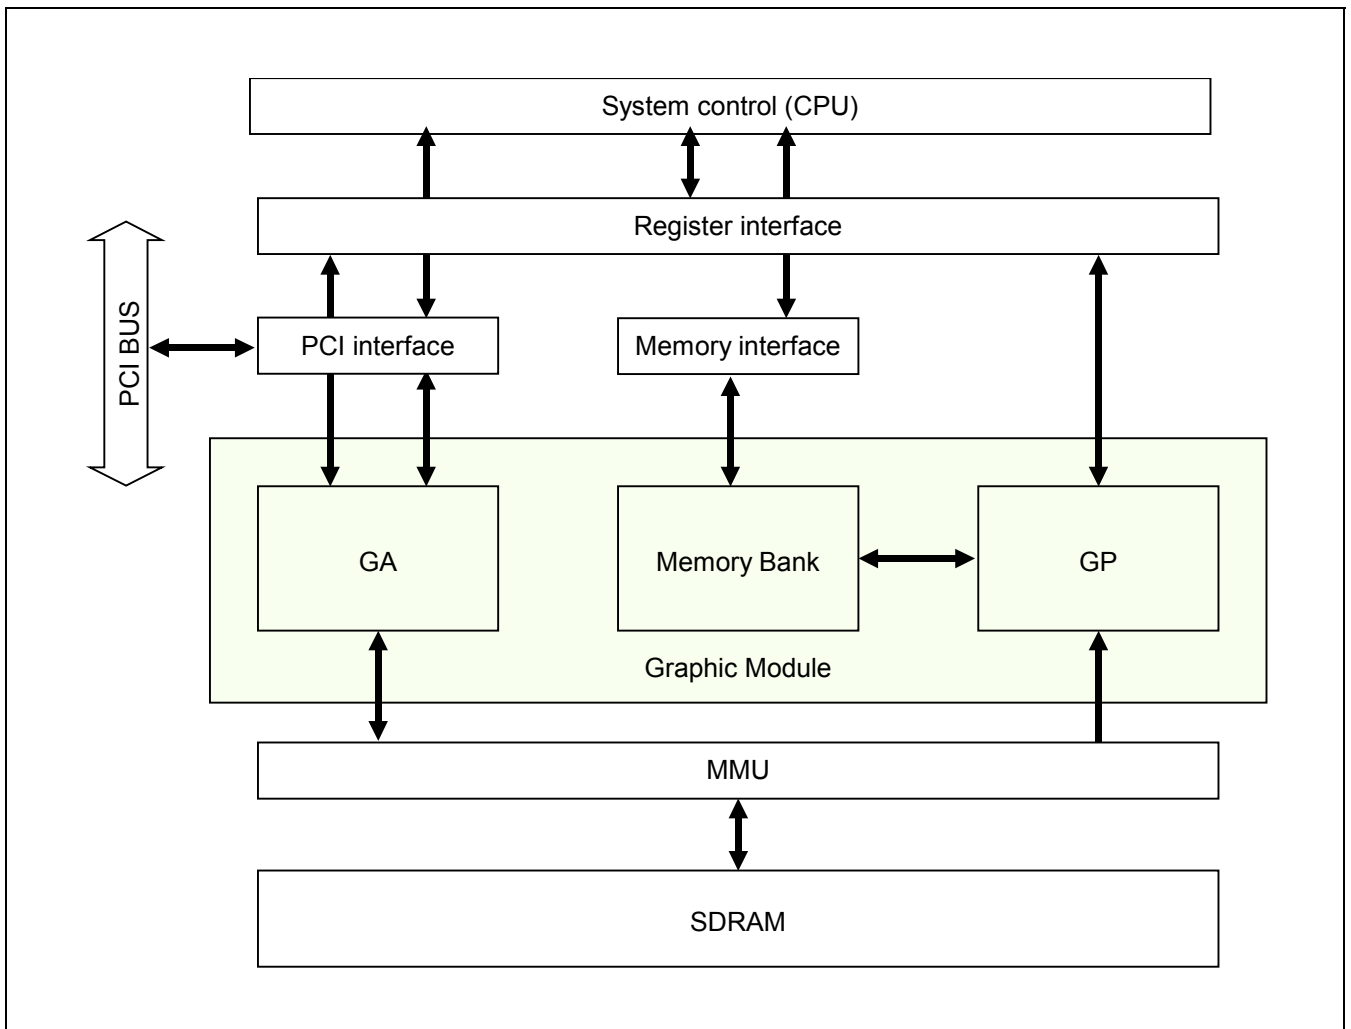 System control (CPU)
Register interface
PCI BUS
PCI interface
Memory interface
GA
Memory Bank
GP
Graphic Module
MMU
SDRAM